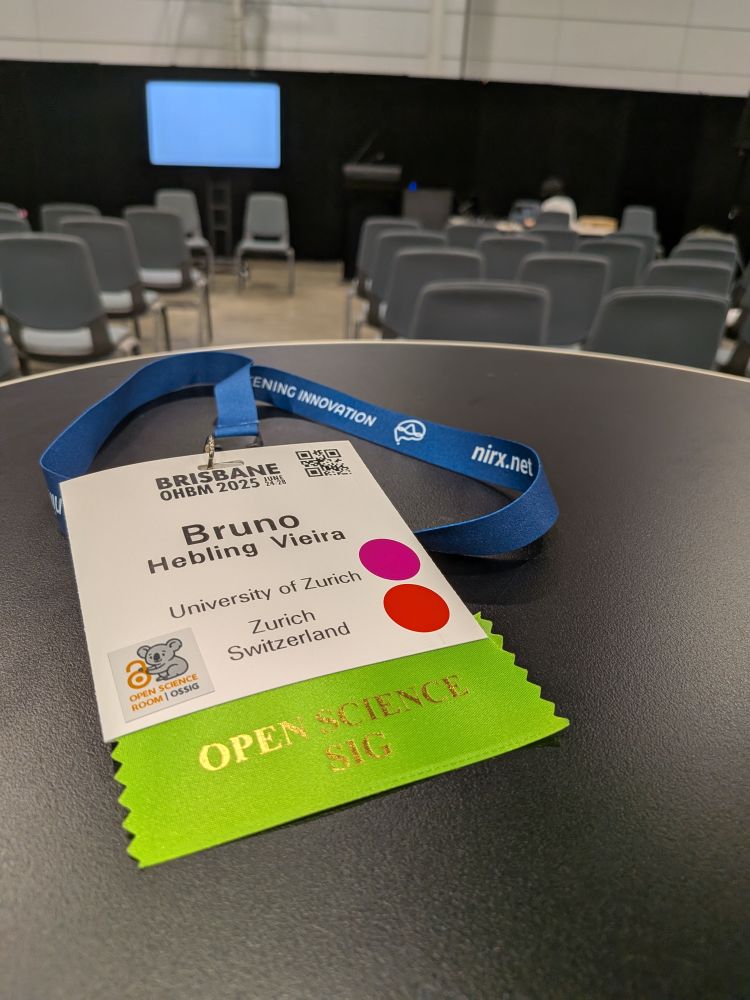 TENING INNOVATION
nirx.net
BRISBANE
OHBM 2025 JUNE
24-28
Bruno
Hebling Vieira
University of Zurich
Zurich
Switzerland
OPEN SCIENCE
ROOM | OSSIG
OPEN SCIENCE
SIG